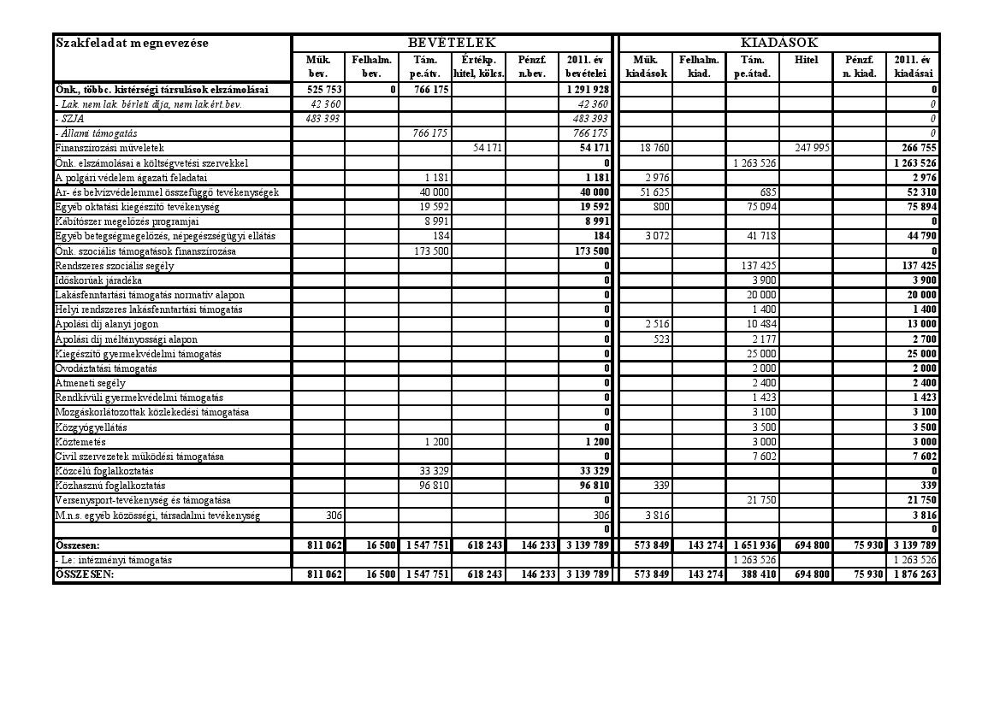 Szakfeladat megnevezése BEVÉTELEK KIADÁSOK
Műk. Felhalm. Tám. Értékp. Pénzf. 2011. év Műk. Felhalm. Tám. Hitel Pénzf. 2011. év
bev. bev. pe.átv. hitel, kölcs. n.bev. bevételei kiadások kiad. pe.átad. n. kiad. kiadásai
Önk., többc. kistérségi társulások elszámolásai 525 753 0 766 175 1 291 928 0
- Lak. nem lak. bérleti díja, nem lak.ért.bev. 42 360 42 360 0
- SZJA 483 393 483 393 0
- Állami támogatás 766 175 766 175 0
Finanszírozási műveletek 54 171 54 171 18 760 247 995 266 755
Önk. elszámolásai a költségvetési szervekkel 0 1 263 526 1 263 526
A polgári védelem ágazati feladatai 1 181 1 181 2 976 2 976
Ár- és belvízvédelemmel összefüggő tevékenységek 40 000 40 000 51 625 685 52 310
Egyéb oktatási kiegészítő tevékenység 19 592 19 592 800 75 094 75 894
Kábítószer megelőzés programjai 8 991 8 991 0
Egyéb betegségmegelőzés, népegészségügyi ellátás 184 184 3 072 41 718 44 790
Önk. szociális támogatások finanszírozása 173 500 173 500 0
Rendszeres szociális segély 0 137 425 137 425
Időskorúak járadéka 0 3 900 3 900
Lakásfenntartási támogatás normatív alapon 0 20 000 20 000
Helyi rendszeres lakásfenntartási támogatás 0 1 400 1 400
Ápolási díj alanyi jogon 0 2 516 10 484 13 000
Ápolási díj méltányossági alapon 0 523 2 177 2 700
Kiegészítő gyermekvédelmi támogatás 0 25 000 25 000
Óvodáztatási támogatás 0 2 000 2 000
Átmeneti segély 0 2 400 2 400
Rendkívüli gyermekvédelmi támogatás 0 1 423 1 423
Mozgáskorlátozottak közlekedési támogatása 0 3 100 3 100
Közgyógyellátás 0 3 500 3 500
Köztemetés 1 200 1 200 3 000 3 000
Civil szervezetek működési támogatása 0 7 602 7 602
Közcélú foglalkoztatás 33 329 33 329 0
Közhasznú foglalkoztatás 96 810 96 810 339 339
Versenysport-tevékenység és támogatása 0 21 750 21 750
M.n.s. egyéb közösségi, társadalmi tevékenység 306 306 3 816 3 816
0 0
Összesen: 811 062 16 500 1 547 751 618 243 146 233 3 139 789 573 849 143 274 1 651 936 694 800 75 930 3 139 789
- Le: intézményi támogatás 1 263 526 1 263 526
ÖSSZESEN: 811 062 16 500 1 547 751 618 243 146 233 3 139 789 573 849 143 274 388 410 694 800 75 930 1 876 263